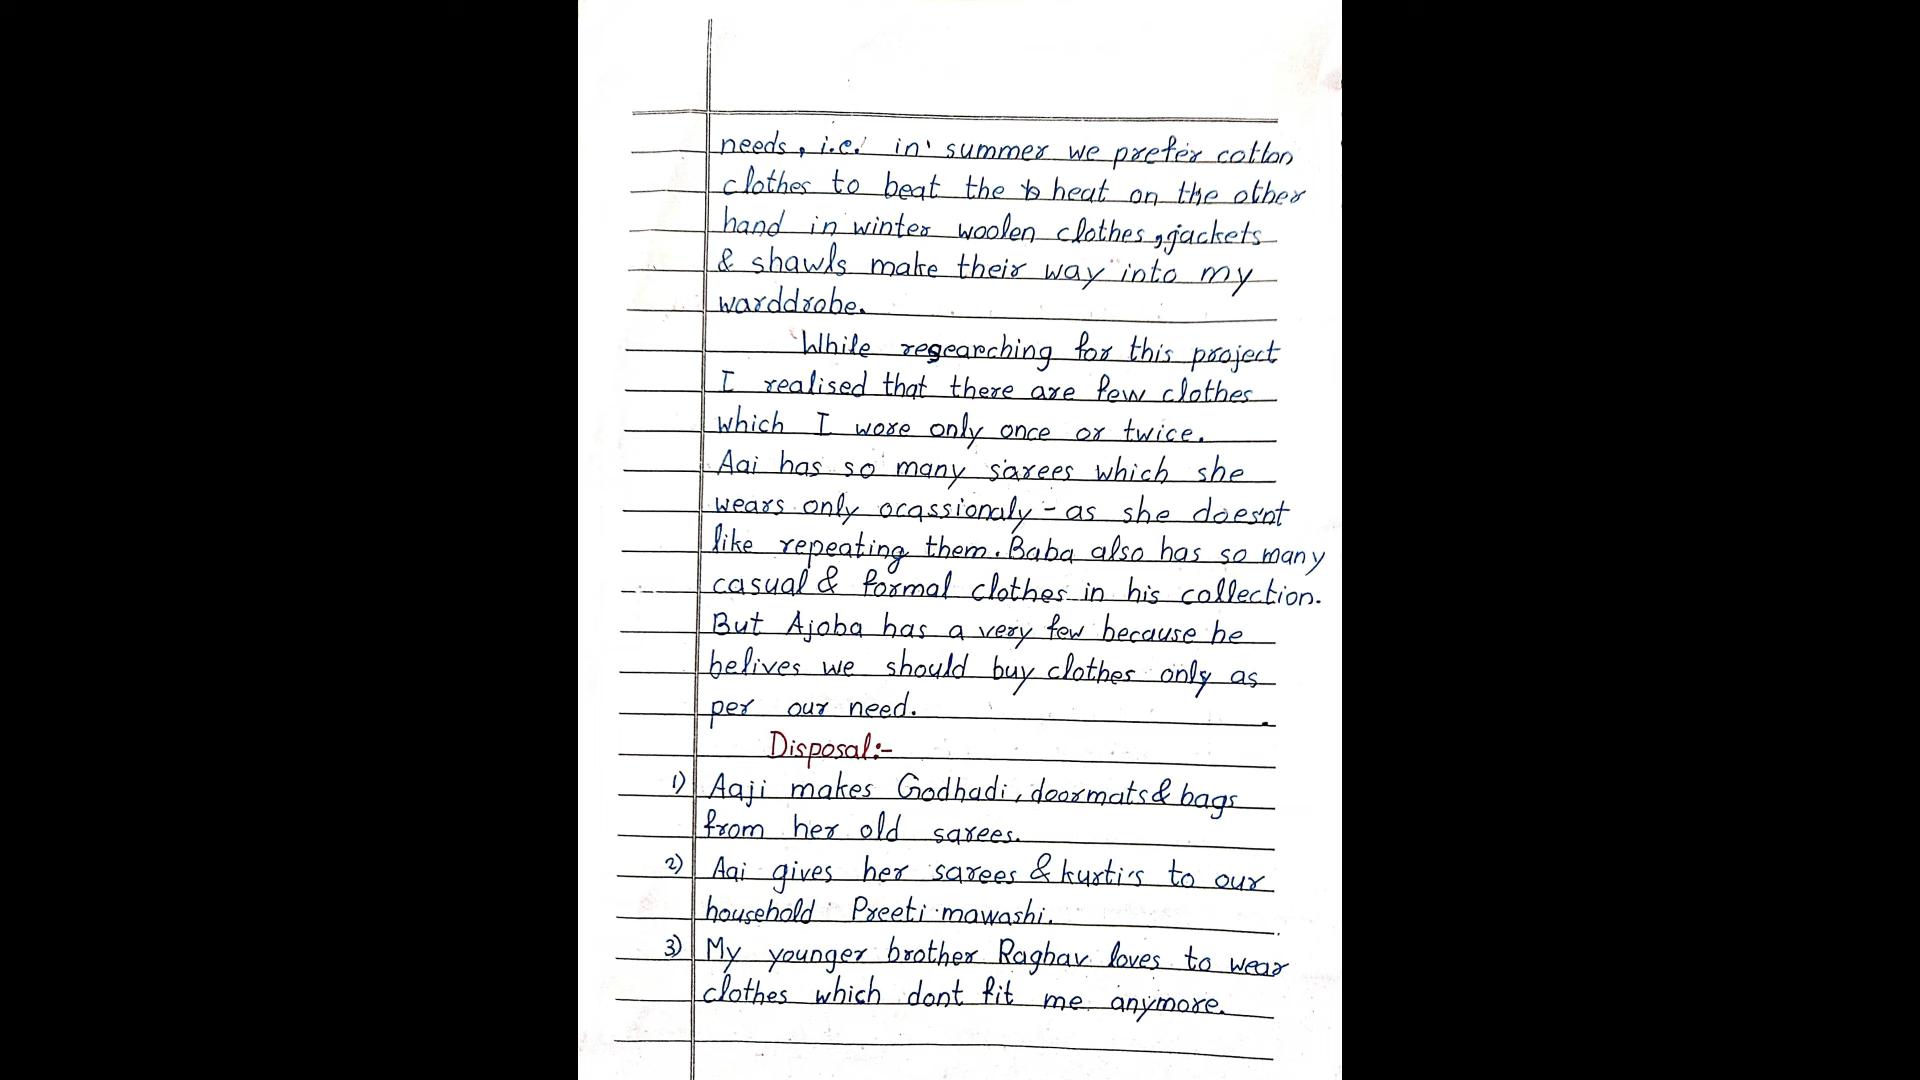 needs, i.e. in summer we prefer cotton
clothes to beat the heat on the other
hand in winter woolen clothes, jackets
& shawls make their way into my
warddrobe.
While researching for this project
I realised that there are few clothes
which I wore only once or twice.
Aai has so many sarees which she
wears only ocassionaly - as she doesn't
like repeating them. Baba also has so many
casual & formal clothes in his collection.
But Ajoba has a very few because he
belives we should buy clothes only as
per our need.
Disposal:-
1) Aaji makes Godhadi, doormats & bags
from her old sarees.
2) Aai gives her sarees & kurti's to our
household Preeti mawashi.
3) My younger brother Raghav loves to wear
clothes which dont fit me anymore.